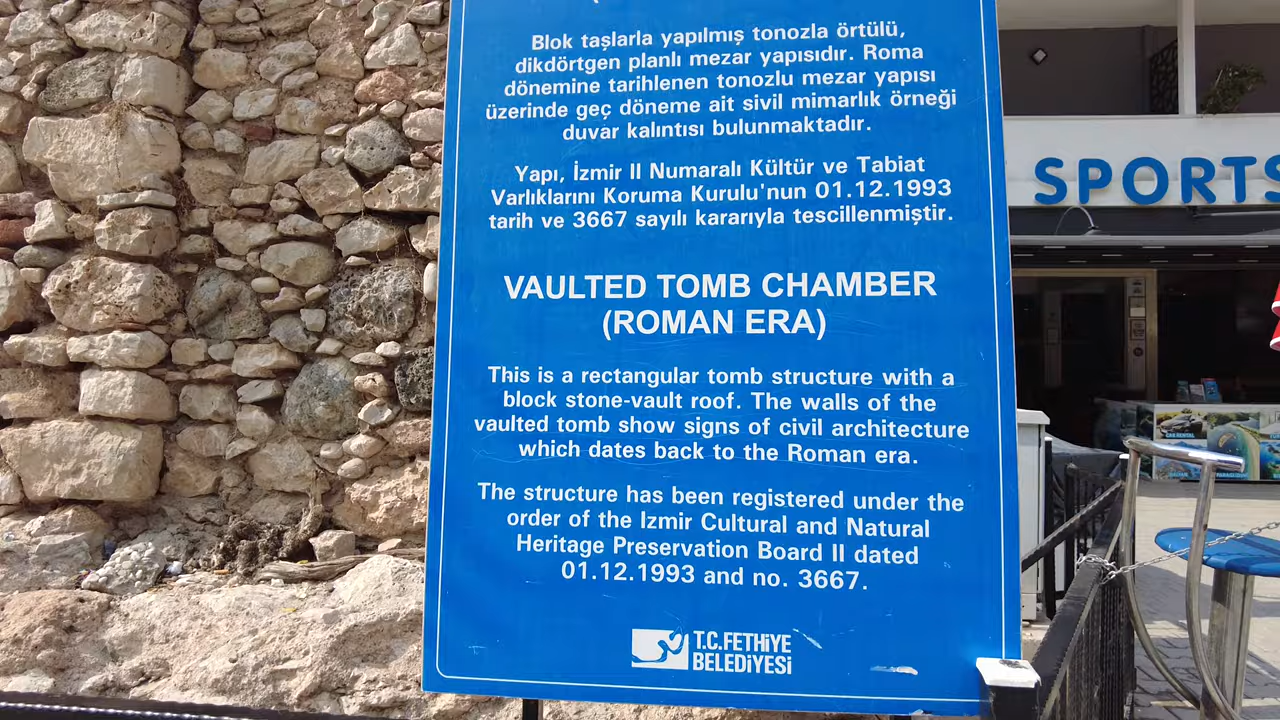 Blok taşlarla yapılmış tonozla örtülü,
dikdörtgen planlı mezar yapısıdır. Roma
dönemine tarihlenen tonozlu mezar yapısı
üzerinde geç döneme ait sivil mimarlık örneği
duvar kalıntısı bulunmaktadır.
Yapı, İzmir II Numaralı Kültür ve Tabiat
Varlıklarını Koruma Kurulu'nun 01.12.1993
tarih ve 3667 sayılı kararıyla tescillenmiştir.
VAULTED TOMB CHAMBER
(ROMAN ERA)
This is a rectangular tomb structure with a
block stone-vault roof. The walls of the
vaulted tomb show signs of civil architecture
which dates back to the Roman era.
The structure has been registered under the
order of the Izmir Cultural and Natural
Heritage Preservation Board II dated
01.12.1993 and no. 3667.
T.C.FETHİYE
BELEDİYESİ
SPORTS
CAR RENTAL